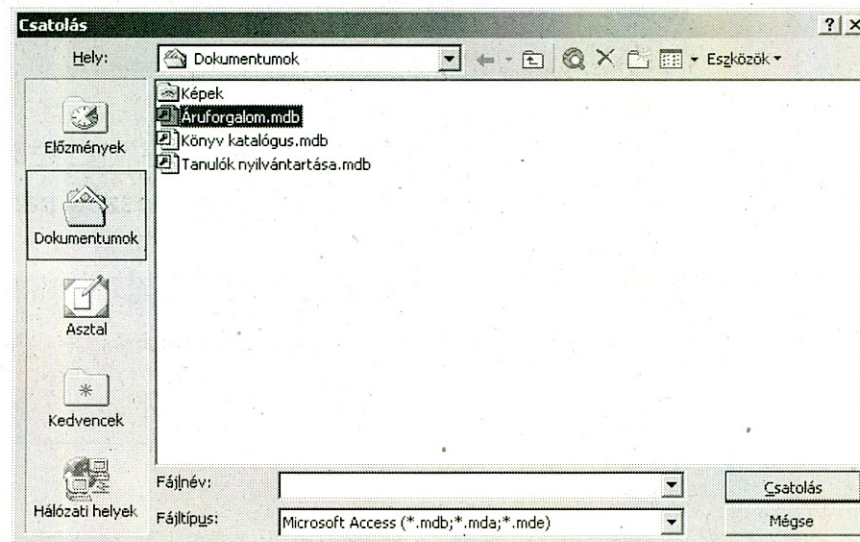 Csatolás
Hely:
Dokumentumok
Eszközök
Előzmények
Dokumentumok
Asztal
Kedvencek
Hálózati helyek
Képek
Áruforgalom.mdb
Könyv katalógus.mdb
Tanulók nyilvántartása.mdb
Fájlnév:
Csatolás
Fájltípus:
Microsoft Access (*.mdb;*.mda;*.mde)
Mégse